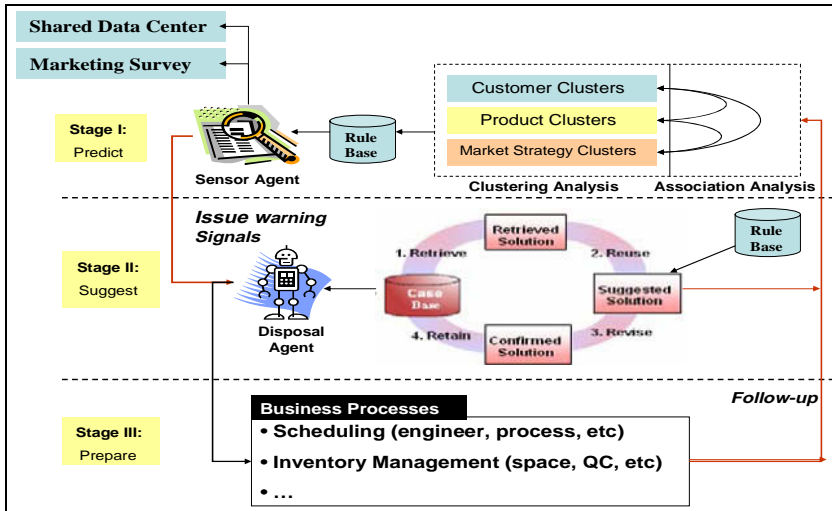 Shared Data Center
Marketing Survey
Stage I:
Predict
Sensor Agent
Rule
Base
Customer Clusters
Product Clusters
Market Strategy Clusters
Clustering Analysis
Association Analysis
Issue warning
Signals
Stage II:
Suggest
Disposal
Agent
Retrieved
Solution
1. Retrieve
2. Reuse
Case
Base
Suggested
Solution
4. Retain
3. Revise
Confirmed
Solution
Rule
Base
Follow-up
Stage III:
Prepare
Business Processes
• Scheduling (engineer, process, etc)
• Inventory Management (space, QC, etc)
• ...